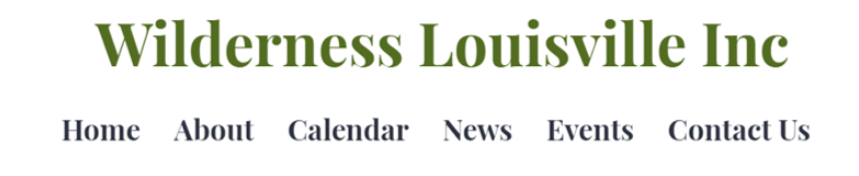 Wilderness Louisville Inc
Home About Calendar News Events Contact Us